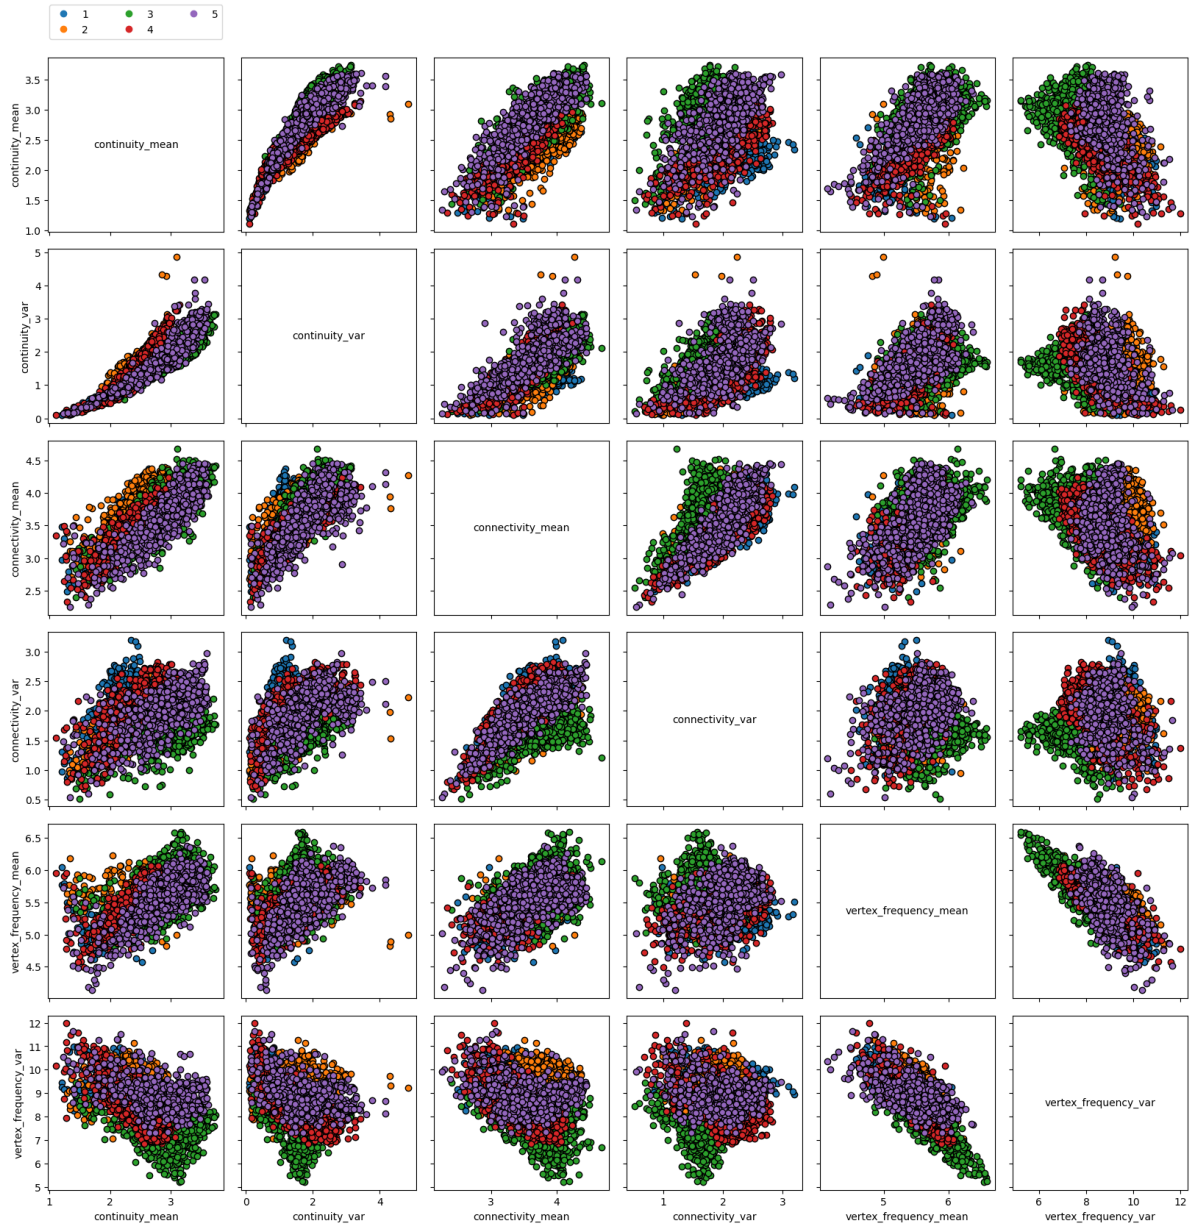 1 3 5
2 4
continuity_mean
3.5
3.0
2.5
2.0
1.5
1.0
continuity_mean
continuity_var
5
4
3
2
1
0
continuity_var
connectivity_mean
4.5
4.0
3.5
3.0
2.5
connectivity_mean
connectivity_var
3.0
2.5
2.0
1.5
1.0
0.5
connectivity_var
vertex_frequency_mean
6.5
6.0
5.5
5.0
4.5
vertex_frequency_mean
vertex_frequency_var
12
11
10
9
8
7
6
5
vertex_frequency_var
1 2 3 0 2 4 3 4 1 2 3 5 6 6 8 10 12
continuity_mean continuity_var connectivity_mean connectivity_var vertex_frequency_mean vertex_frequency_var